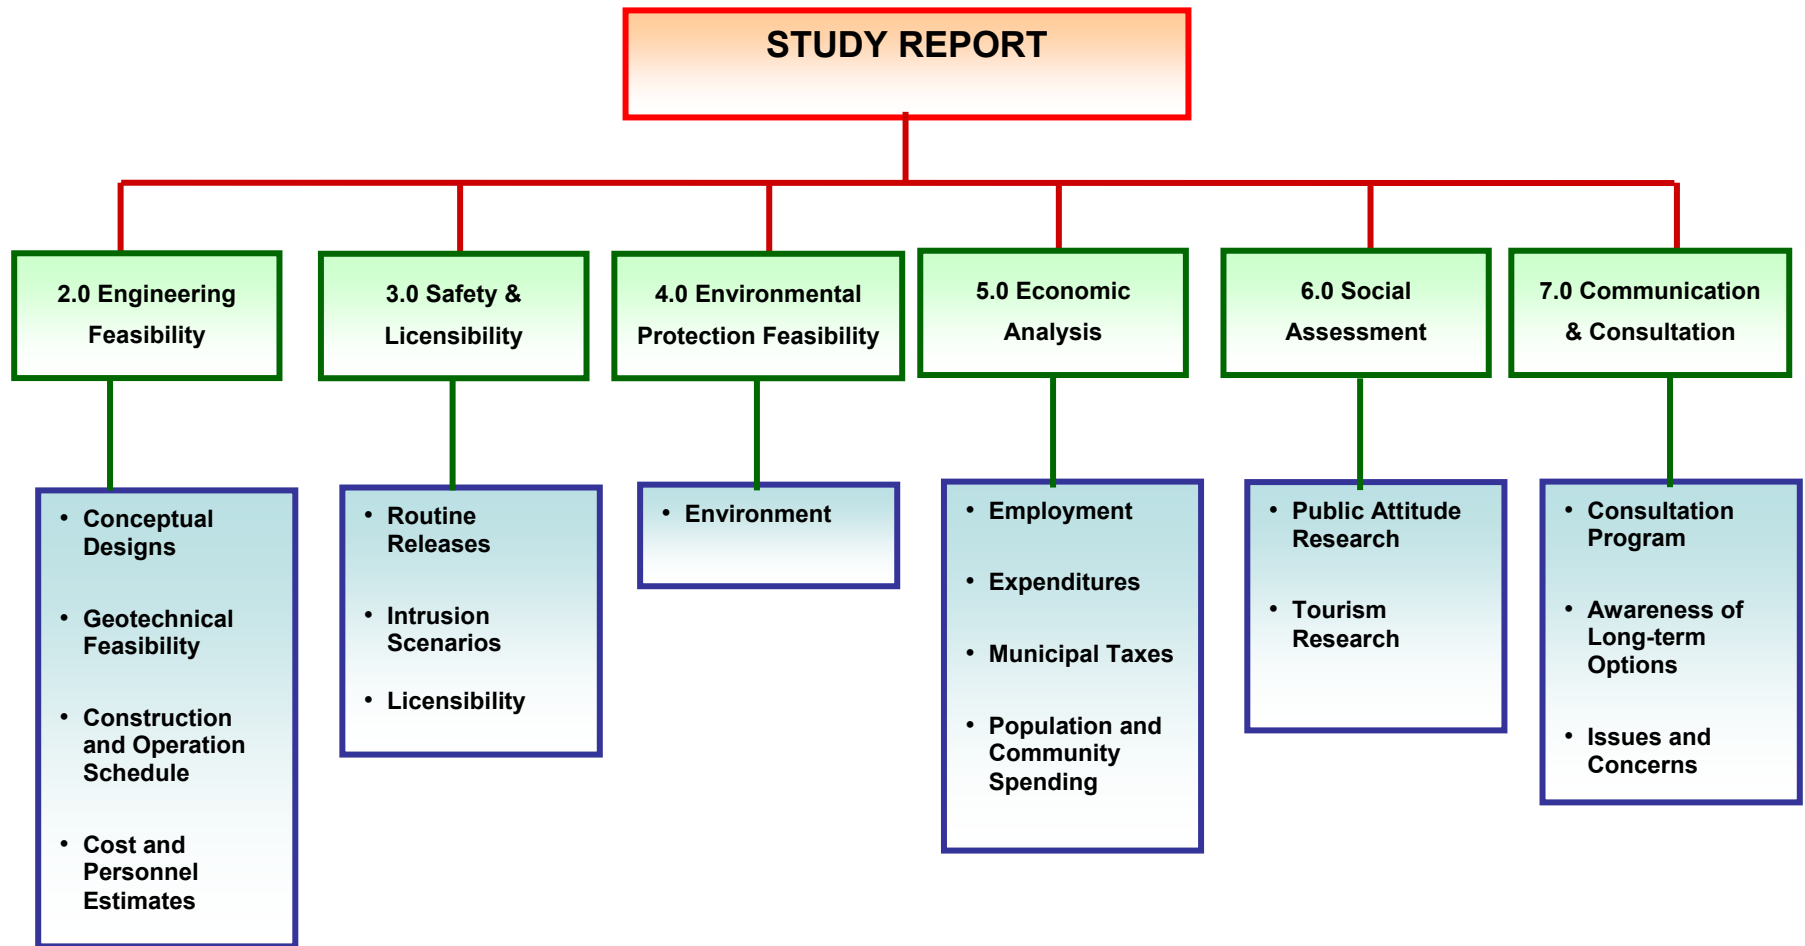 STUDY REPORT
2.0 Engineering
Feasibility
3.0 Safety &
Licensibility
4.0 Environmental
Protection Feasibility
5.0 Economic
Analysis
6.0 Social
Assessment
7.0 Communication
& Consultation
• Conceptual
Designs
• Geotechnical
Feasibility
• Construction
and Operation
Schedule
• Cost and
Personnel
Estimates
• Routine
Releases
• Intrusion
Scenarios
• Licensibility
• Environment
• Employment
• Expenditures
• Municipal Taxes
• Population and
Community
Spending
• Public Attitude
Research
• Tourism
Research
• Consultation
Program
• Awareness of
Long-term
Options
• Issues and
Concerns